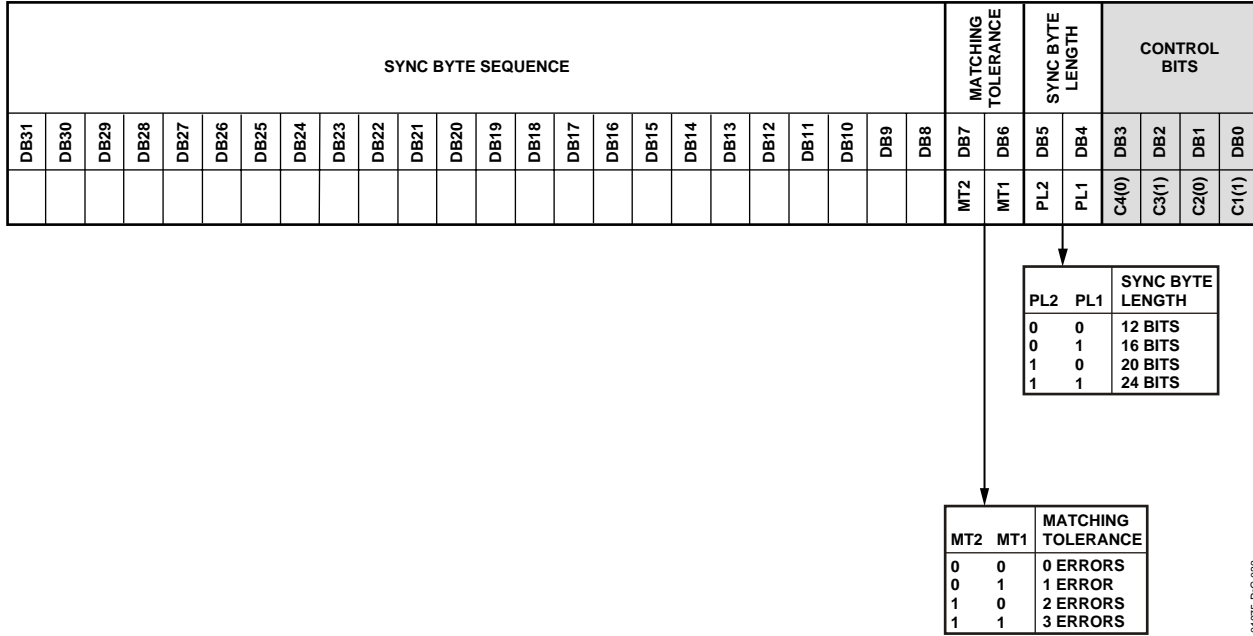 SYNC BYTE SEQUENCE
MATCHING
TOLERANCE
SYNC BYTE
LENGTH
CONTROL
BITS
DB31 DB30 DB29 DB28 DB27 DB26 DB25 DB24 DB23 DB22 DB21 DB20 DB19 DB18 DB17 DB16 DB15 DB14 DB13 DB12 DB11 DB10 DB9 DB8 DB7 DB6 DB5 DB4 DB3 DB2 DB1 DB0
MT2 MT1 PL2 PL1 C4(0) C3(1) C2(0) C1(1)
PL2 PL1 SYNC BYTE
LENGTH
0 0 12 BITS
0 1 16 BITS
1 0 20 BITS
1 1 24 BITS
MT2 MT1 MATCHING
TOLERANCE
0 0 0 ERRORS
0 1 1 ERROR
1 0 2 ERRORS
1 1 3 ERRORS